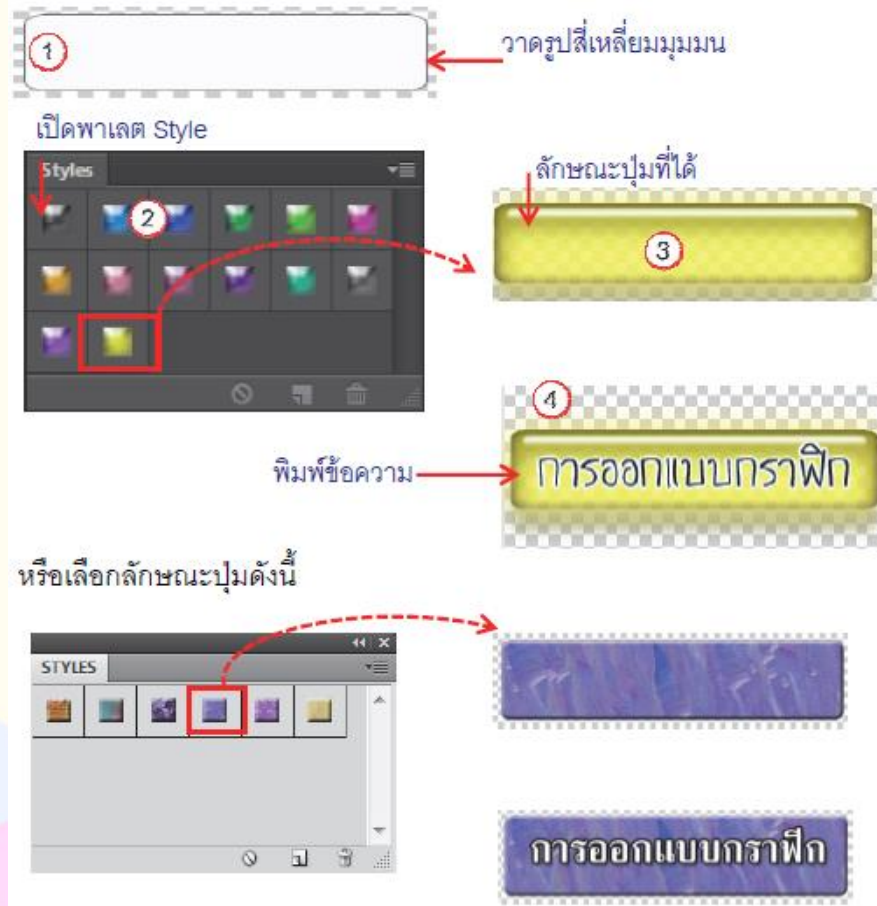 1
วาดรูปสี่เหลี่ยมมุมมน
เปิดพาเลต Style
Styles
2
ลักษณะปุ่มที่ได้
3
4
พิมพ์ข้อความ
การออกแบบกราฟิก
หรือเลือกลักษณะปุ่มดังนี้
STYLES
การออกแบบกราฟิก